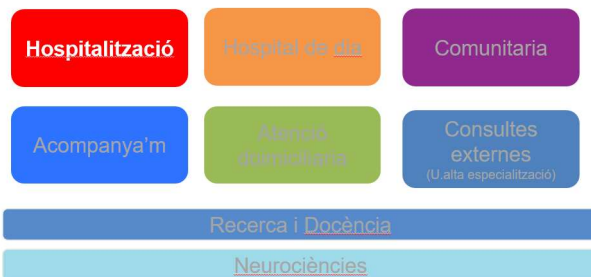 Hospitalització
Hospital de dia
Comunitaria
Acompanya’m
Atenció
domiciliaria
Consultes
externes
(U.alta especialització)
Recerca i Docència
Neurociències